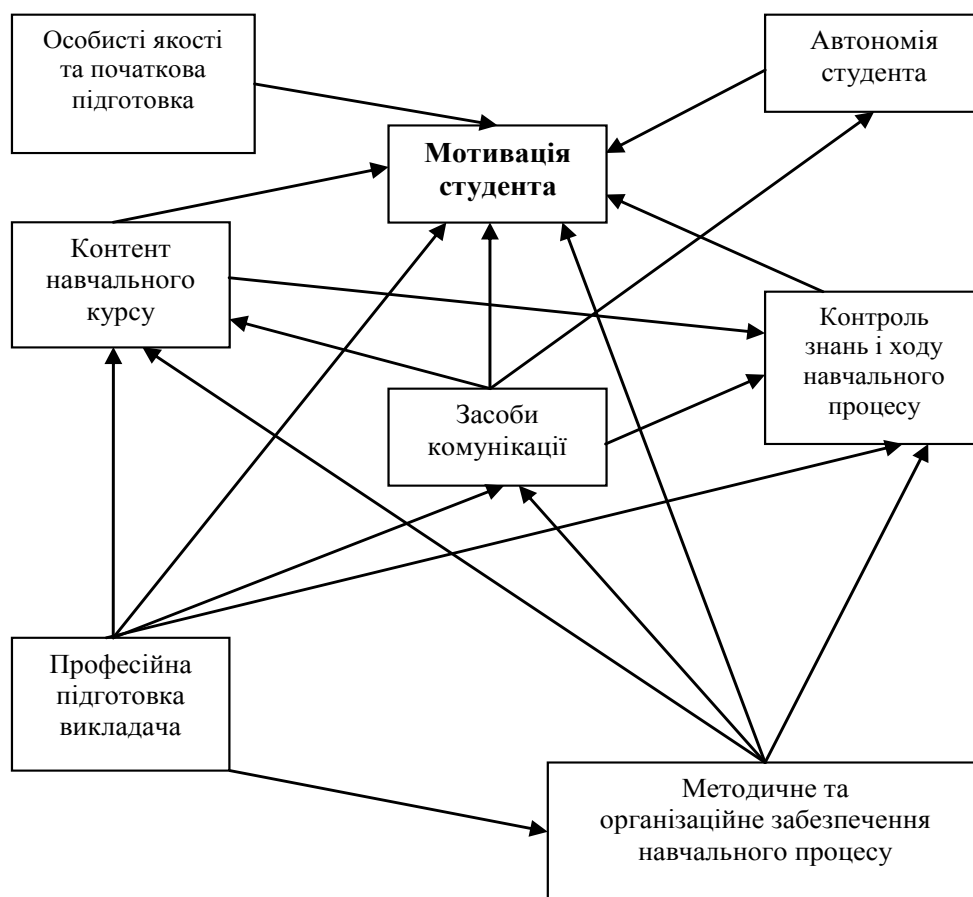 Особисті якості
та початкова
підготовка
Автономія
студента
Мотивація
студента
Контент
навчального
курсу
Контроль
знань і ходу
навчального
процесу
Засоби
комунікації
Професійна
підготовка
викладача
Методичне та
організаційне забезпечення
навчального процесу